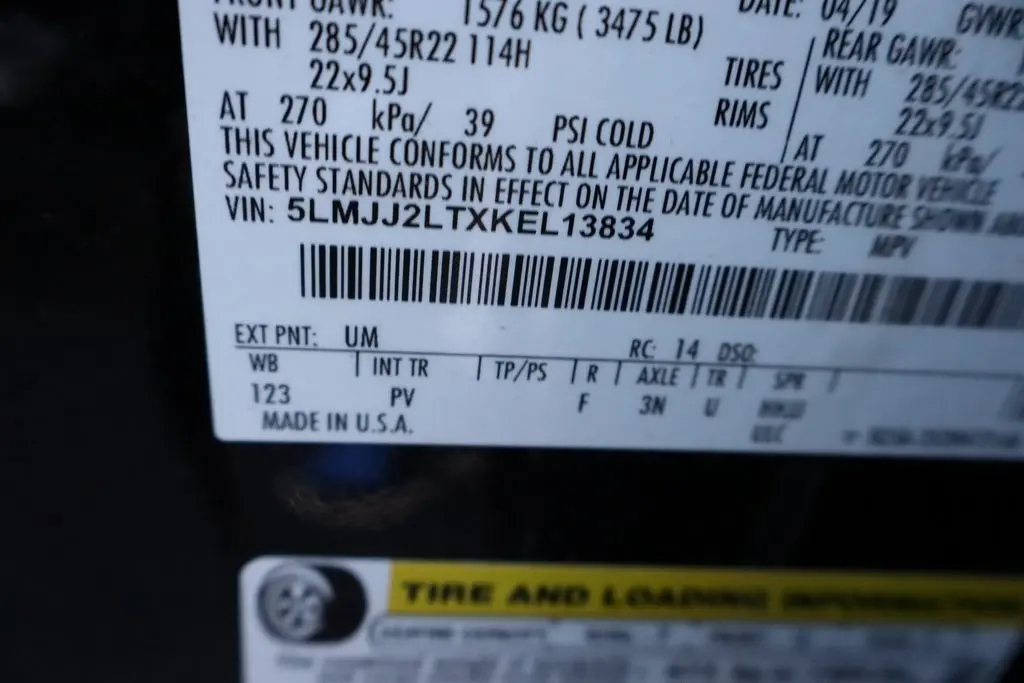 FRONT GAWR: 1576 KG ( 3475 LB) DATE: 04/19 GVWR
WITH 285/45R22 114H TIRES REAR GAWR:
22x9.5J RIMS WITH 285/45R22
AT 270 kPa/ 39 PSI COLD 22x9.5J
AT 270 kPa/
THIS VEHICLE CONFORMS TO ALL APPLICABLE FEDERAL MOTOR VEHICLE
SAFETY STANDARDS IN EFFECT ON THE DATE OF MANUFACTURE SHOWN
VIN: 5LMJJ2LTXKEL13834 TYPE: MPV
EXT PNT: UM RC: 14 DSO:
WB INT TR TP/PS R AXLE TR SPR
123 PV F 3N U
MADE IN U.S.A.
TIRE AND LOADING INFORMATION